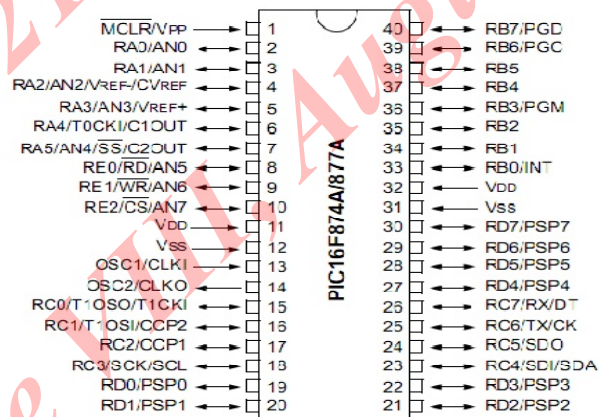 MCLR/VPP 1 40 RB7/PGD
RA0/AN0 2 39 RB6/PGC
RA1/AN1 3 38 RB5
RA2/AN2/VREF-/CVREF 4 37 RB4
RA3/AN3/VREF+ 5 36 RB3/PGM
RA4/T0CKI/C1OUT 6 35 RB2
RA5/AN4/SS/C2OUT 7 34 RB1
RE0/RD/AN5 8 33 RB0/INT
RE1/WR/AN6 9 32 VDD
RE2/CS/AN7 10 31 VSS
VDD 11 30 RD7/PSP7
VSS 12 29 RD6/PSP6
OSC1/CLKI 13 28 RD5/PSP5
OSC2/CLKO 14 27 RD4/PSP4
RC0/T1OSO/T1CKI 15 26 RC7/RX/DT
RC1/T1OSI/CCP2 16 25 RC6/TX/CK
RC2/CCP1 17 24 RC5/SDO
RC3/SCK/SCL 18 23 RC4/SDI/SDA
RD0/PSP0 19 22 RD3/PSP3
RD1/PSP1 20 21 RD2/PSP2
PIC16F874A/877A
VIII,